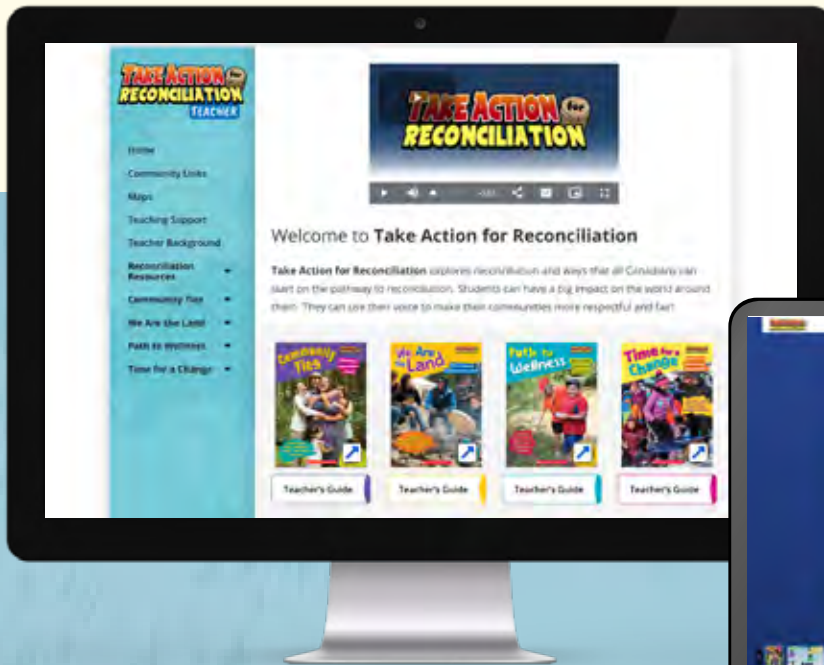 TAKE ACTION for
RECONCILIATION
TEACHER
Home
Community Links
Maps
Teaching Support
Teacher Background
Reconciliation
Resources
Community Ties
We Are the Land
Path to Wellness
Time for a Change
TAKE ACTION for
RECONCILIATION
Welcome to Take Action for Reconciliation
Take Action for Reconciliation explores reconciliation and ways that all Canadians can
start on the pathway to reconciliation. Students can have a big impact on the world around
them. They can use their voice to make their communities more respectful and fair!
Community
Ties
We Are
the Land
Path to
Wellness
Time for a
Change
Teacher's Guide
Teacher's Guide
Teacher's Guide
Teacher's Guide